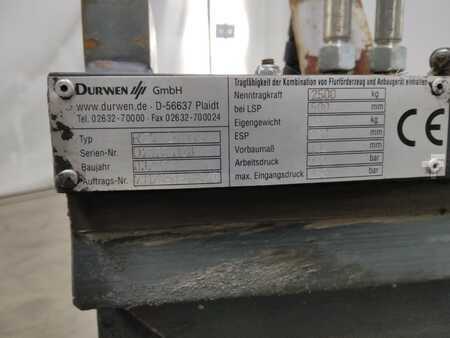 DURWEN GmbH
www.durwen.de - D-56637 Plaidt
Tel. 02632-70000 - Fax 02632-700024
Typ
Serien-Nr.
Baujahr
Auftrags-Nr.
Tragfähigkeit der Kombination von Flurförderzeug und Anbaugerät einhalten
Nenntragkraft 2500 kg
bei LSP mm
Eigengewicht kg
ESP mm
Vorbaumaß mm
Arbeitsdruck bar
max. Eingangsdruck bar
CE